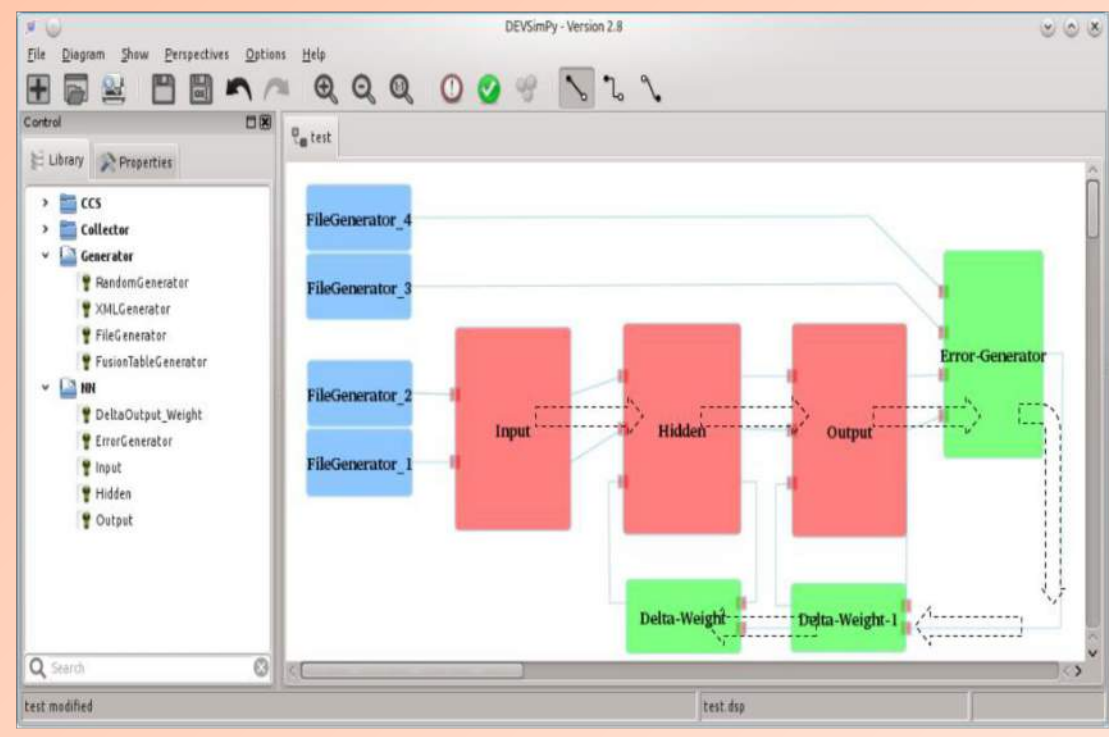 DEVSimPy - Version 2.8
File Diagram Show Perspectives Options Help
Control
test
Library Properties
CCS
Collector
Generator
RandomGenerator
XMLGenerator
FileGenerator
FusionTableGenerator
NN
DeltaOutput_Weight
ErrorGenerator
Input
Hidden
Output
Search
FileGenerator_4
FileGenerator_3
FileGenerator_2
FileGenerator_1
Input
Hidden
Output
Error-Generator
Delta-Weight
Delta-Weight-1
test modified
test.dsp